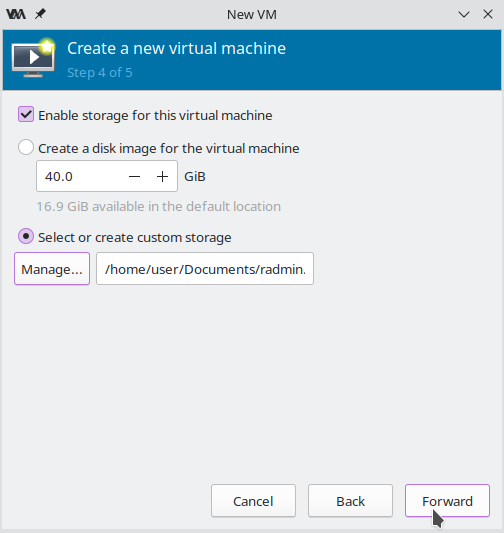 New VM
Create a new virtual machine
Step 4 of 5
Enable storage for this virtual machine
Create a disk image for the virtual machine
40.0 − + GiB
16.9 GiB available in the default location
Select or create custom storage
Manage... /home/user/Documents/radmin.
Cancel Back Forward